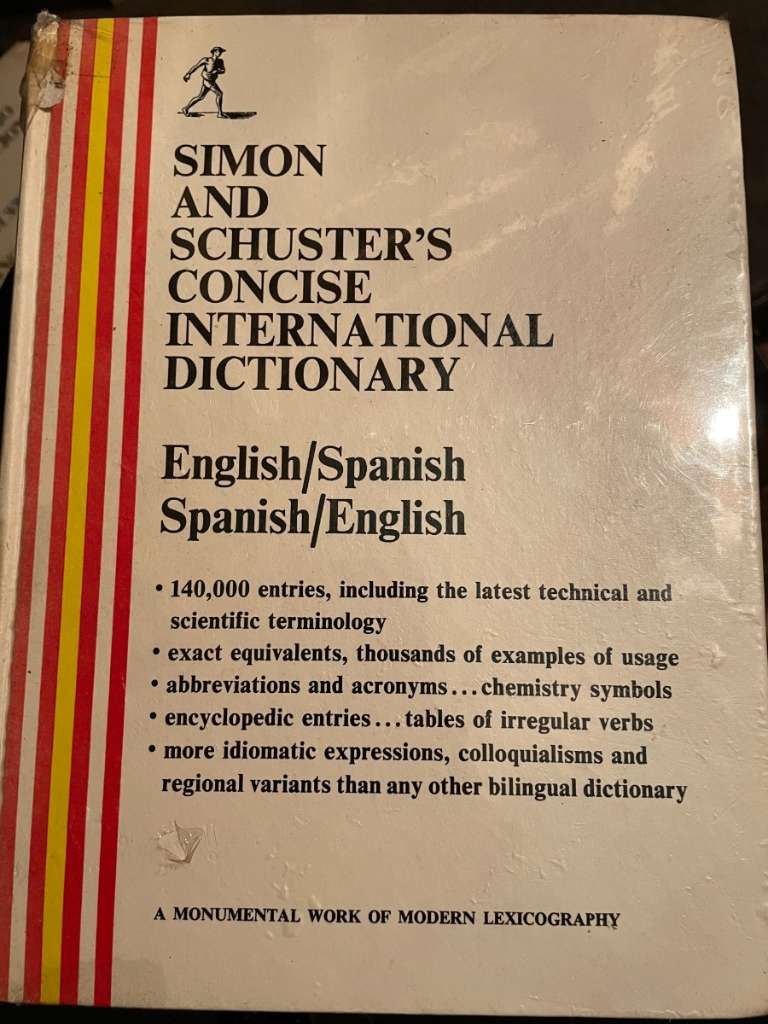 SIMON
AND
SCHUSTER'S
CONCISE
INTERNATIONAL
DICTIONARY
English/Spanish
Spanish/English
• 140,000 entries, including the latest technical and
scientific terminology
• exact equivalents, thousands of examples of usage
• abbreviations and acronyms...chemistry symbols
• encyclopedic entries...tables of irregular verbs
• more idiomatic expressions, colloquialisms and
regional variants than any other bilingual dictionary
A MONUMENTAL WORK OF MODERN LEXICOGRAPHY